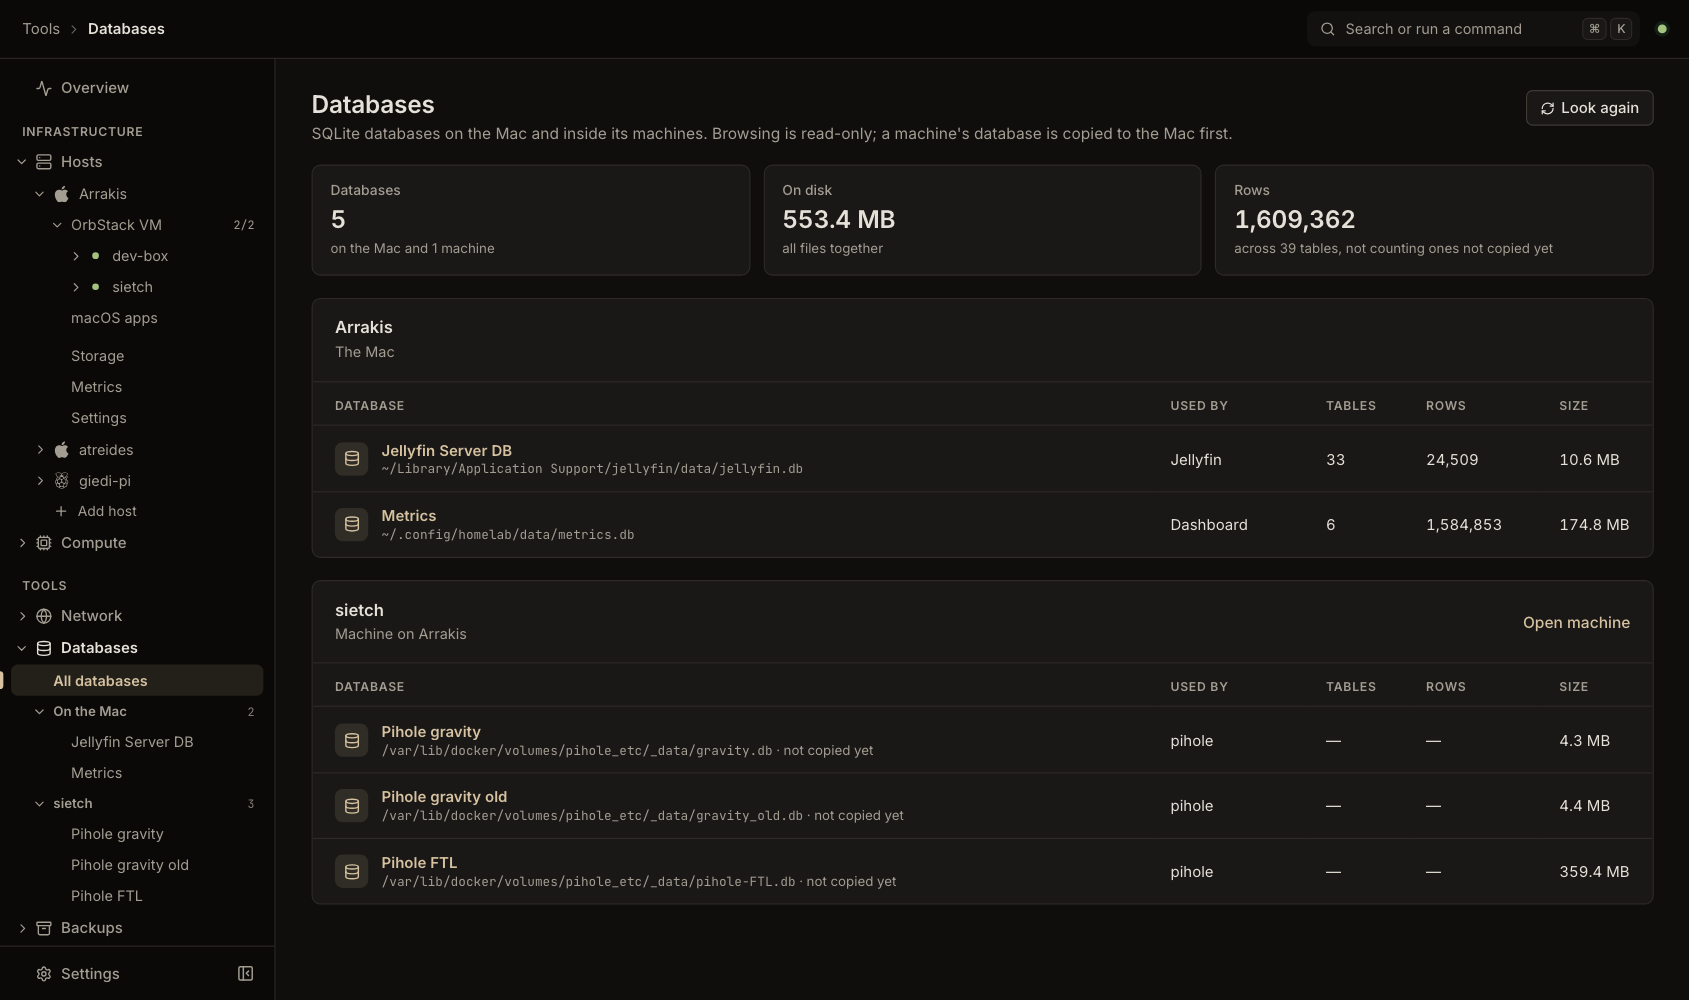 Tools > Databases
Search or run a command ⌘ K
Overview
INFRASTRUCTURE
Hosts
Arrakis
OrbStack VM 2/2
dev-box
sietch
macOS apps
Storage
Metrics
Settings
atreides
giedi-pi
+ Add host
Compute
TOOLS
Network
Databases
All databases
On the Mac 2
Jellyfin Server DB
Metrics
sietch 3
Pihole gravity
Pihole gravity old
Pihole FTL
Backups
Settings
Databases
Look again
SQLite databases on the Mac and inside its machines. Browsing is read-only; a machine's database is copied to the Mac first.
Databases
5
on the Mac and 1 machine
On disk
553.4 MB
all files together
Rows
1,609,362
across 39 tables, not counting ones not copied yet
Arrakis
The Mac
DATABASE USED BY TABLES ROWS SIZE
Jellyfin Server DB
~/Library/Application Support/jellyfin/data/jellyfin.db
Jellyfin 33 24,509 10.6 MB
Metrics
~/.config/homelab/data/metrics.db
Dashboard 6 1,584,853 174.8 MB
sietch
Machine on Arrakis
Open machine
DATABASE USED BY TABLES ROWS SIZE
Pihole gravity
/var/lib/docker/volumes/pihole_etc/_data/gravity.db · not copied yet
pihole — — 4.3 MB
Pihole gravity old
/var/lib/docker/volumes/pihole_etc/_data/gravity_old.db · not copied yet
pihole — — 4.4 MB
Pihole FTL
/var/lib/docker/volumes/pihole_etc/_data/pihole-FTL.db · not copied yet
pihole — — 359.4 MB